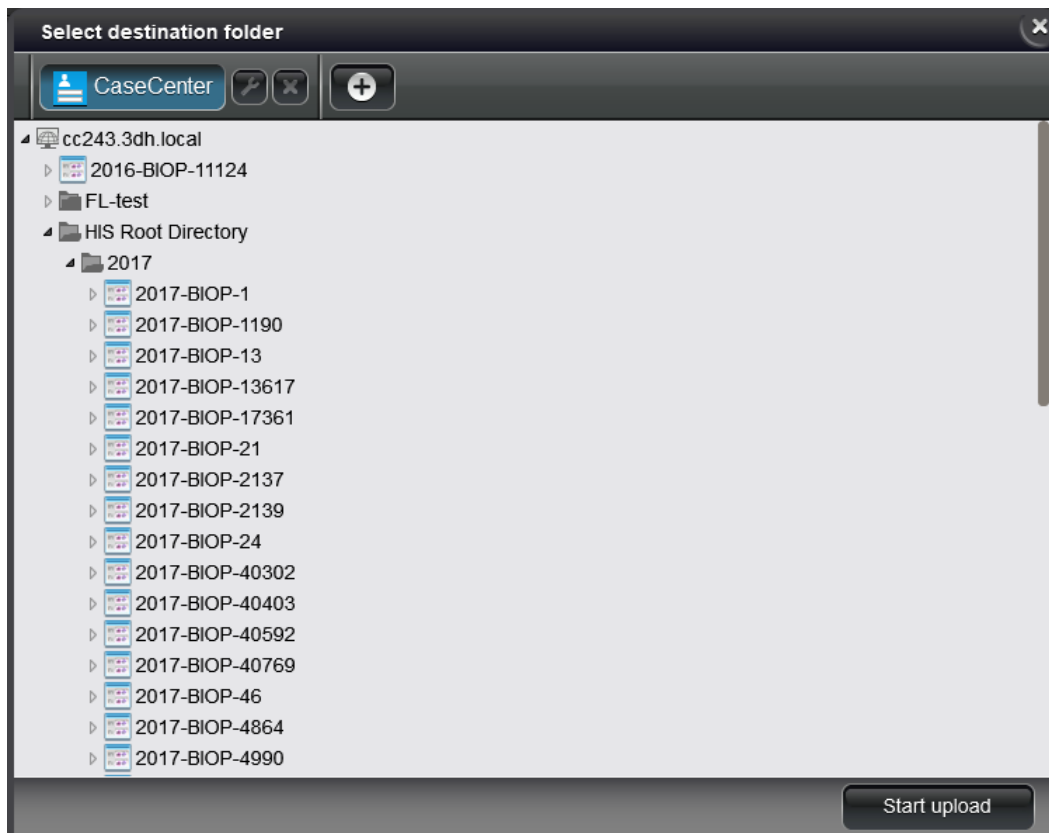 Select destination folder
CaseCenter
cc243.3dh.local
2016-BIOP-11124
FL-test
HIS Root Directory
2017
2017-BIOP-1
2017-BIOP-1190
2017-BIOP-13
2017-BIOP-13617
2017-BIOP-17361
2017-BIOP-21
2017-BIOP-2137
2017-BIOP-2139
2017-BIOP-24
2017-BIOP-40302
2017-BIOP-40403
2017-BIOP-40592
2017-BIOP-40769
2017-BIOP-46
2017-BIOP-4864
2017-BIOP-4990
Start upload